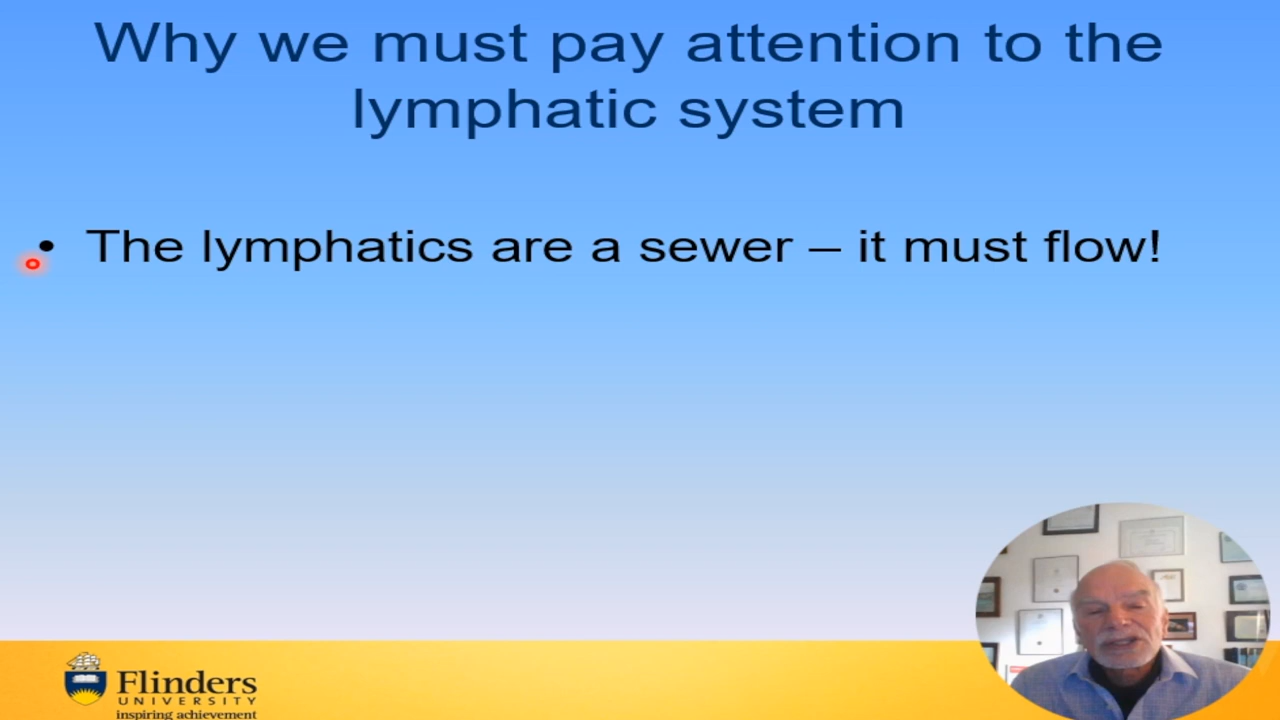 Why we must pay attention to the
lymphatic system
• The lymphatics are a sewer – it must flow!
Flinders
UNIVERSITY
inspiring achievement